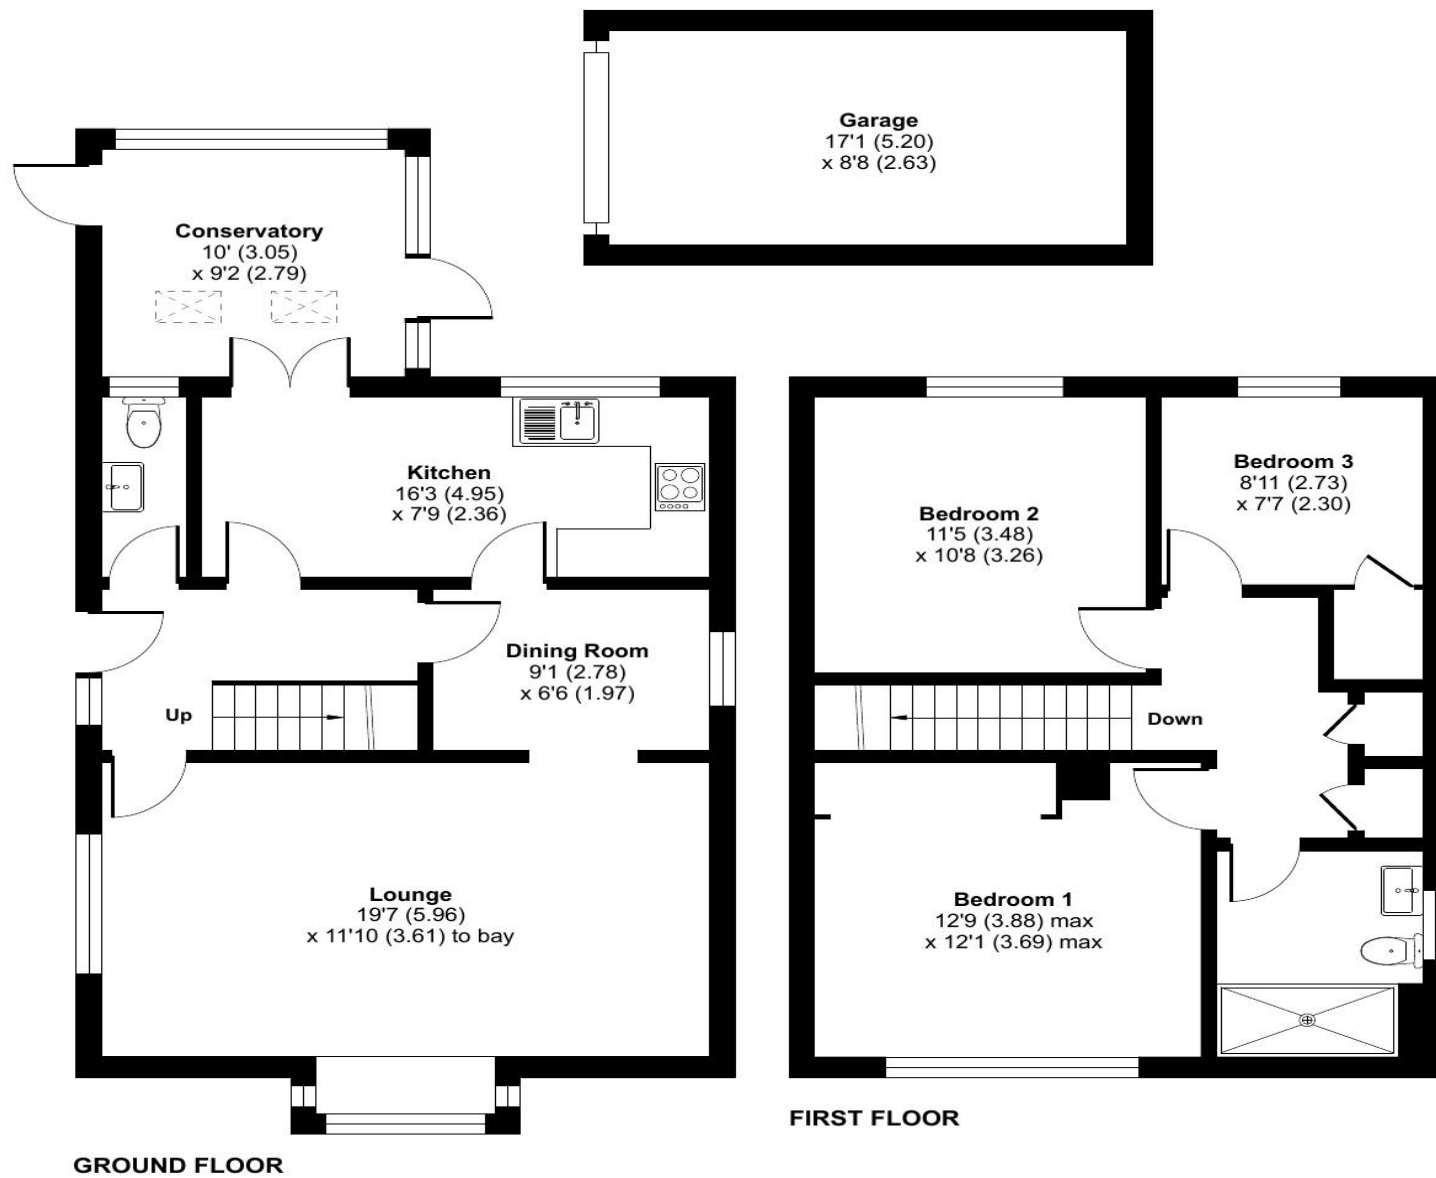 Garage
17'1 (5.20)
x 8'8 (2.63)
Conservatory
10' (3.05)
x 9'2 (2.79)
Kitchen
16'3 (4.95)
x 7'9 (2.36)
Dining Room
9'1 (2.78)
x 6'6 (1.97)
Up
Lounge
19'7 (5.96)
x 11'10 (3.61) to bay
GROUND FLOOR
Bedroom 2
11'5 (3.48)
x 10'8 (3.26)
Bedroom 3
8'11 (2.73)
x 7'7 (2.30)
Down
Bedroom 1
12'9 (3.88) max
x 12'1 (3.69) max
FIRST FLOOR